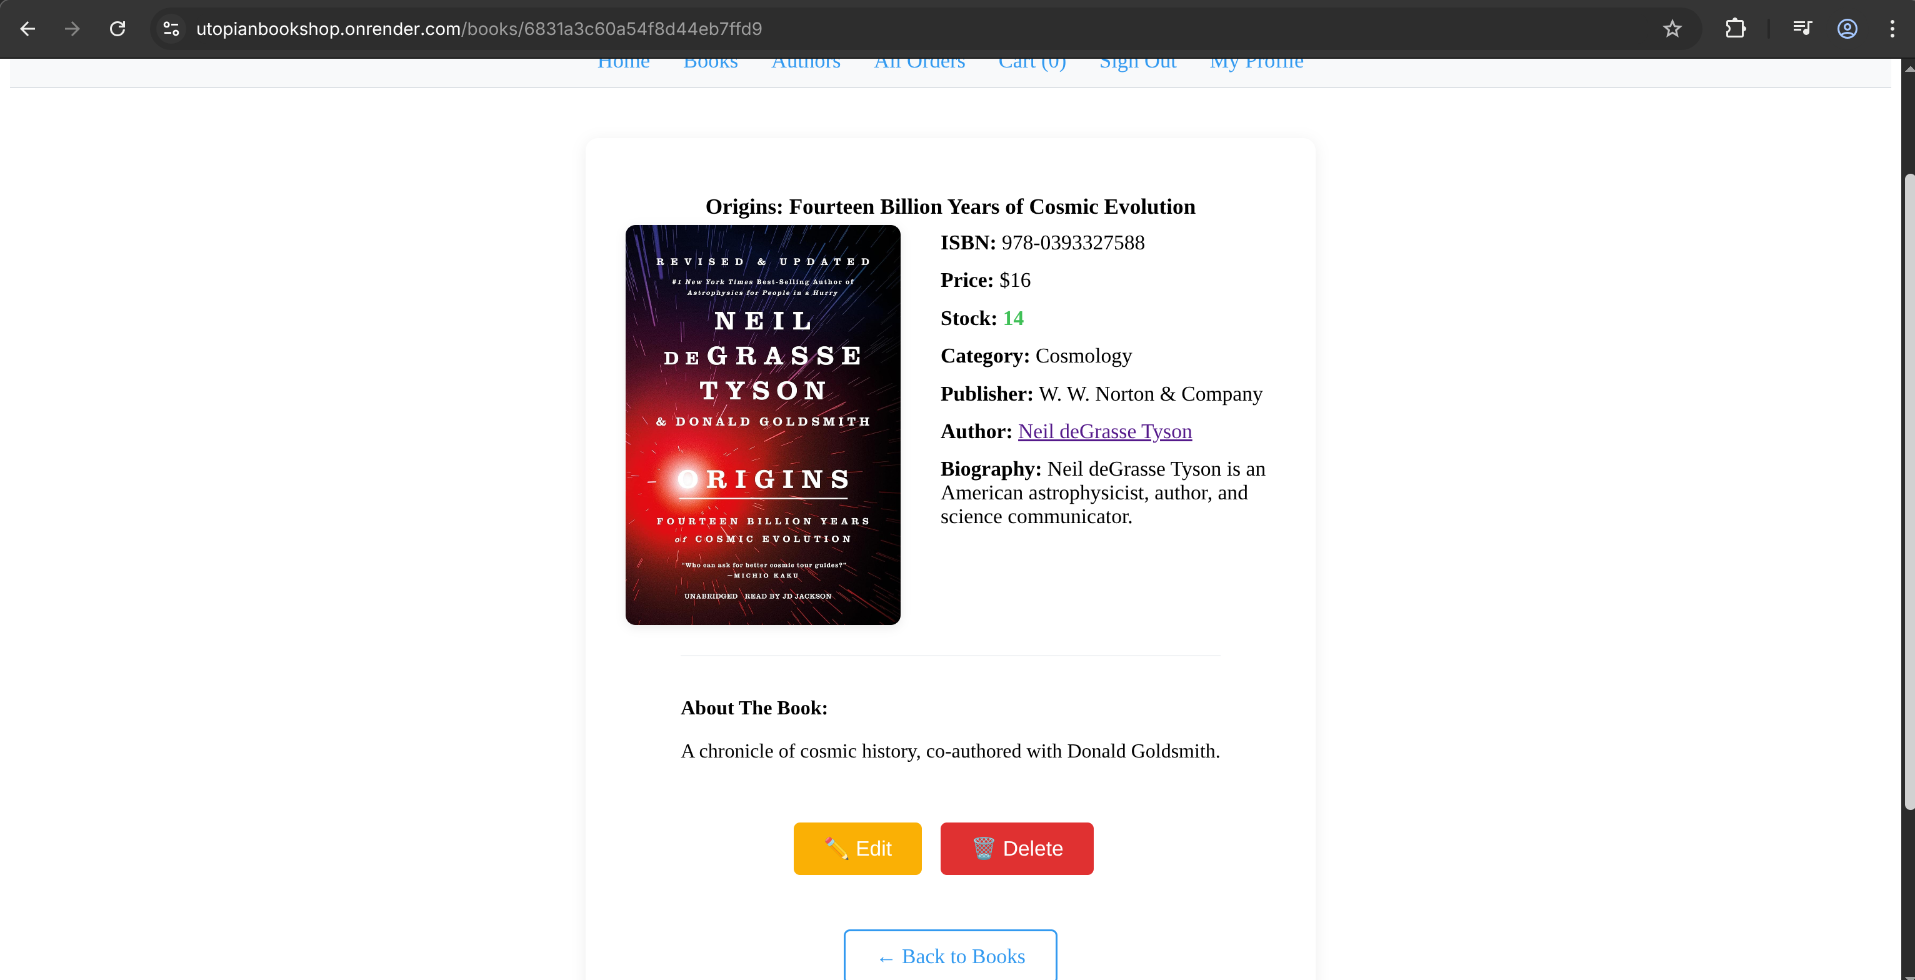 utopianbookshop.onrender.com/books/6831a3c60a54f8d44eb7ffd9
Home Books Authors All Orders Cart (0) Sign Out My Profile
Origins: Fourteen Billion Years of Cosmic Evolution
REVISED & UPDATED
#1 New York Times Best-Selling Author of
Astrophysics for People in a Hurry
NEIL
DEGRASSE
TYSON
& DONALD GOLDSMITH
ORIGINS
FOURTEEN BILLION YEARS
of COSMIC EVOLUTION
"Who can ask for better cosmic tour guides?"
—MICHIO KAKU
UNABRIDGED READ BY JD JACKSON
ISBN: 978-0393327588
Price: $16
Stock: 14
Category: Cosmology
Publisher: W. W. Norton & Company
Author: Neil deGrasse Tyson
Biography: Neil deGrasse Tyson is an
American astrophysicist, author, and
science communicator.
About The Book:
A chronicle of cosmic history, co-authored with Donald Goldsmith.
✏️ Edit
🗑️ Delete
← Back to Books